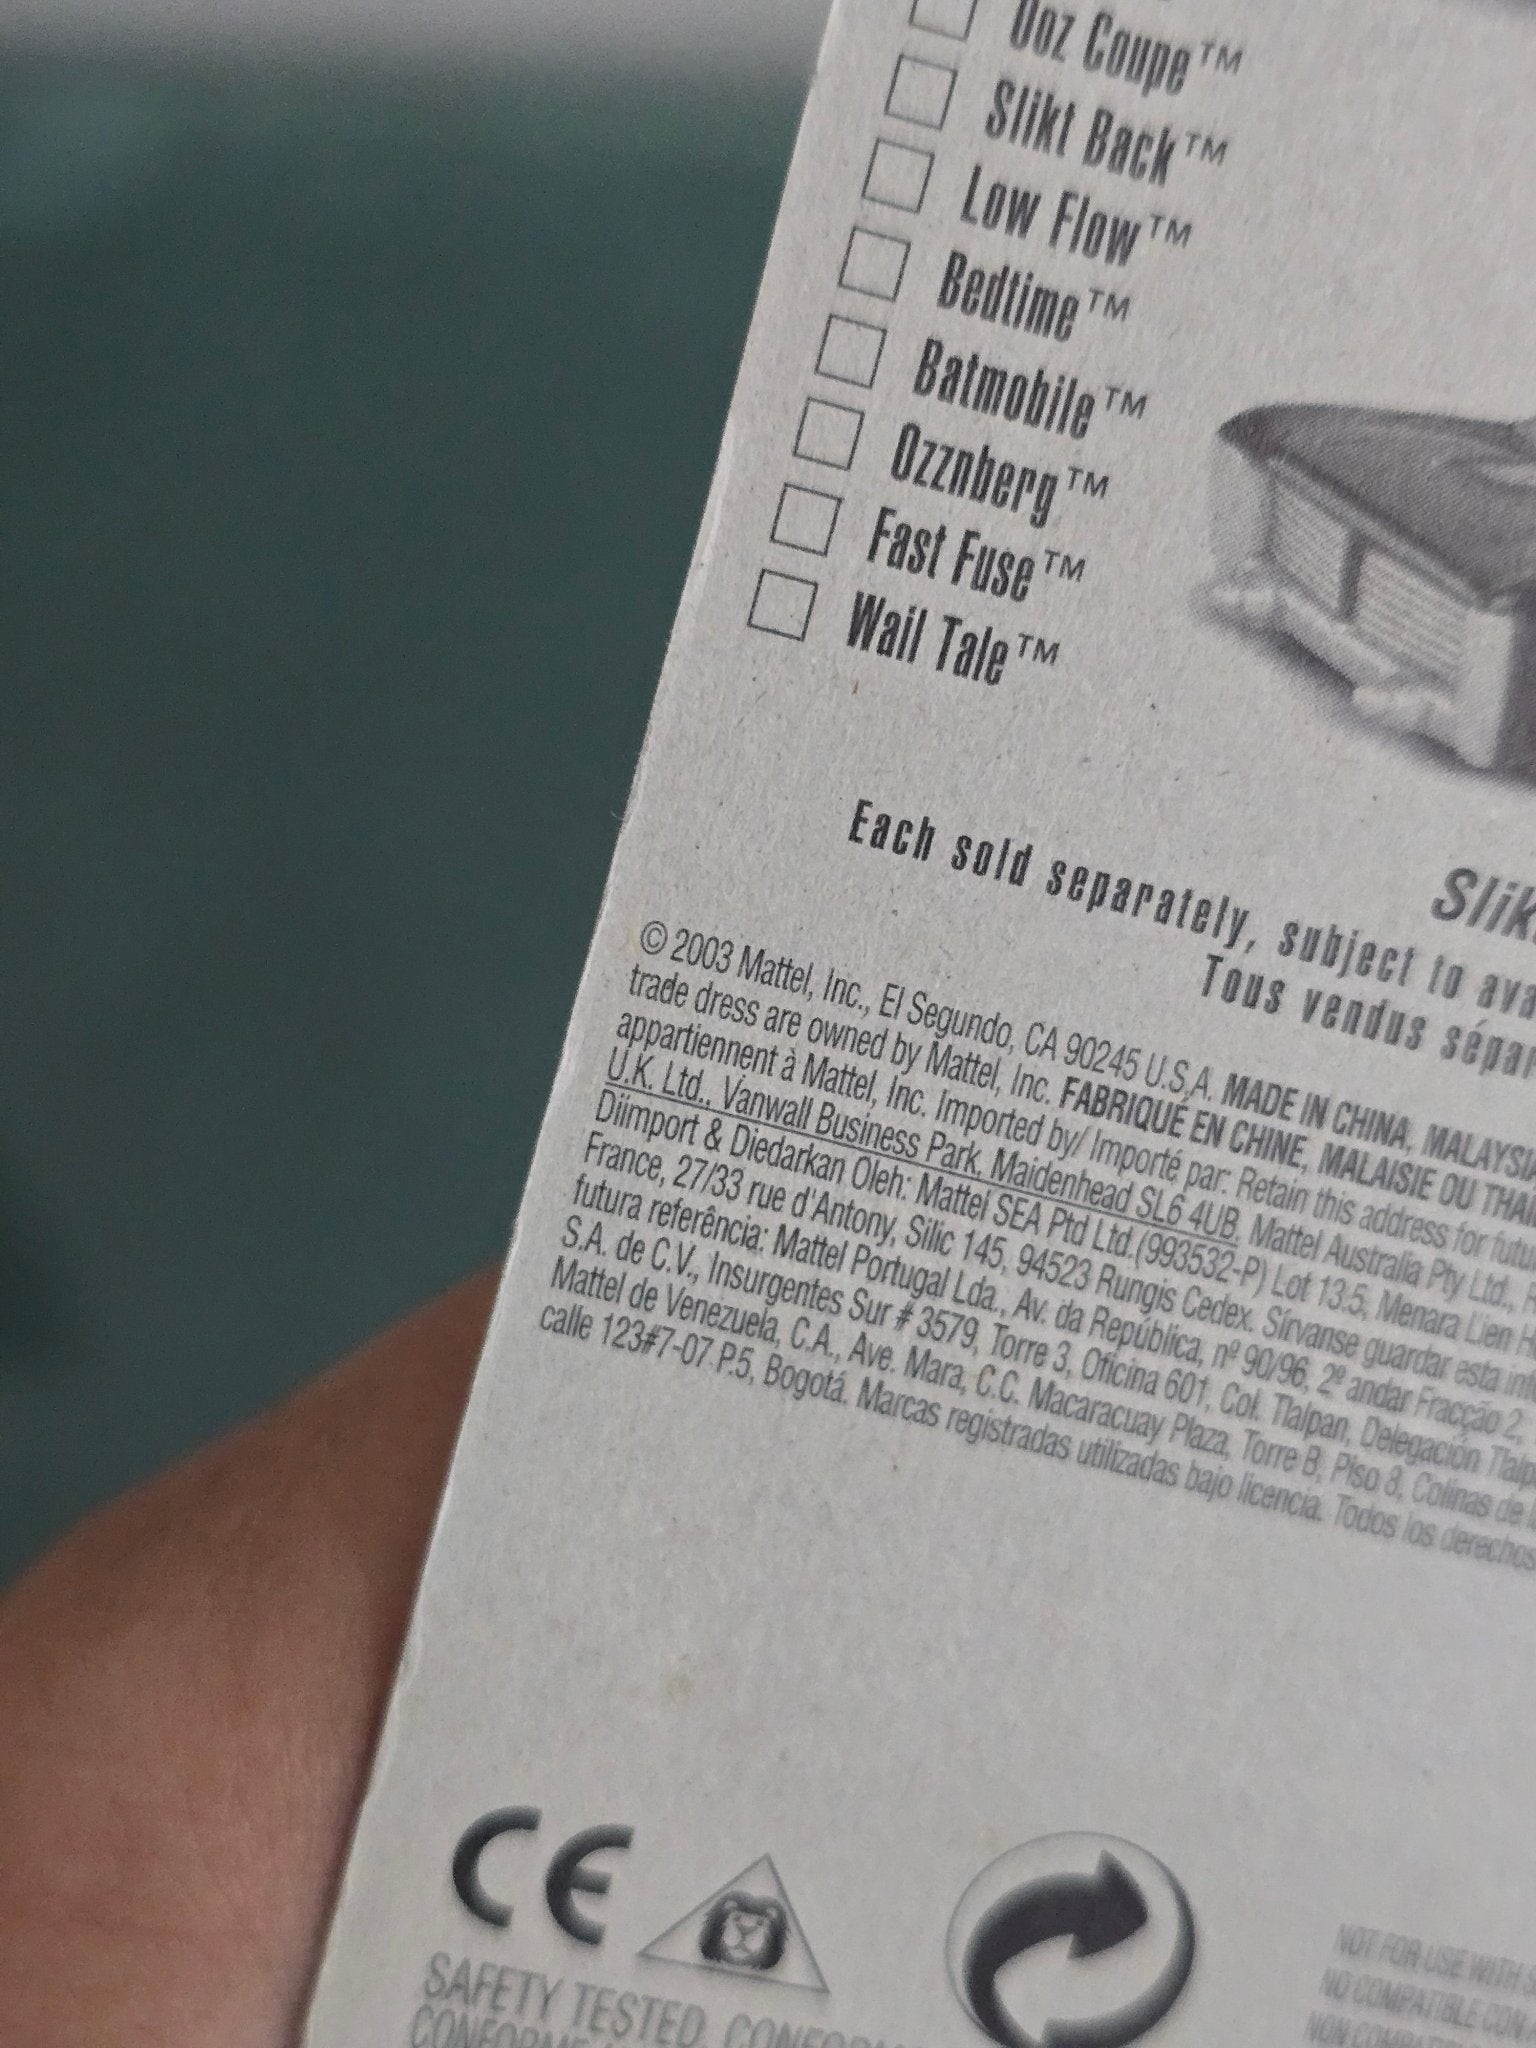 Ooz Coupe™
Slikt Back™
Low Flow™
Bedtime™
Batmobile™
Ozznberg™
Fast Fuse™
Wail Tale™
Each sold separately, subject to
Tous vendus
© 2003 Mattel, Inc., El Segundo, CA 90245 U.S.A. MADE IN CHINA,
trade dress are owned by Mattel, Inc. FABRIQUÉ EN CHINE, MALAISIE OU
appartiennent à Mattel, Inc. Imported by/ Importé par: Retain this address for
U.K. Ltd., Vanwall Business Park, Maidenhead SL6 4UB. Mattel Australia Pty Ltd.,
Diimport & Diedarkan Oleh: Mattel SEA Ptd Ltd.(993532-P) Lot 13.5, Menara Lien
France, 27/33 rue d'Antony, Silic 145, 94523 Rungis Cedex. Sírvanse guardar esta
futura referência: Mattel Portugal Lda., Av. da República, nº 90/96, 2º andar Fracção 2,
S.A. de C.V., Insurgentes Sur # 3579, Torre 3, Oficina 601, Col. Tlalpan, Delegación
Mattel de Venezuela, C.A., Ave. Mara, C.C. Macaracuay Plaza, Torre B, Piso 8, Colinas de
calle 123#7-07 P.5, Bogotá. Marcas registradas utilizadas bajo licencia. Todos los derechos
CE
SAFETY TESTED.
NOT FOR USE WITH
NO COMPATIBLE CON